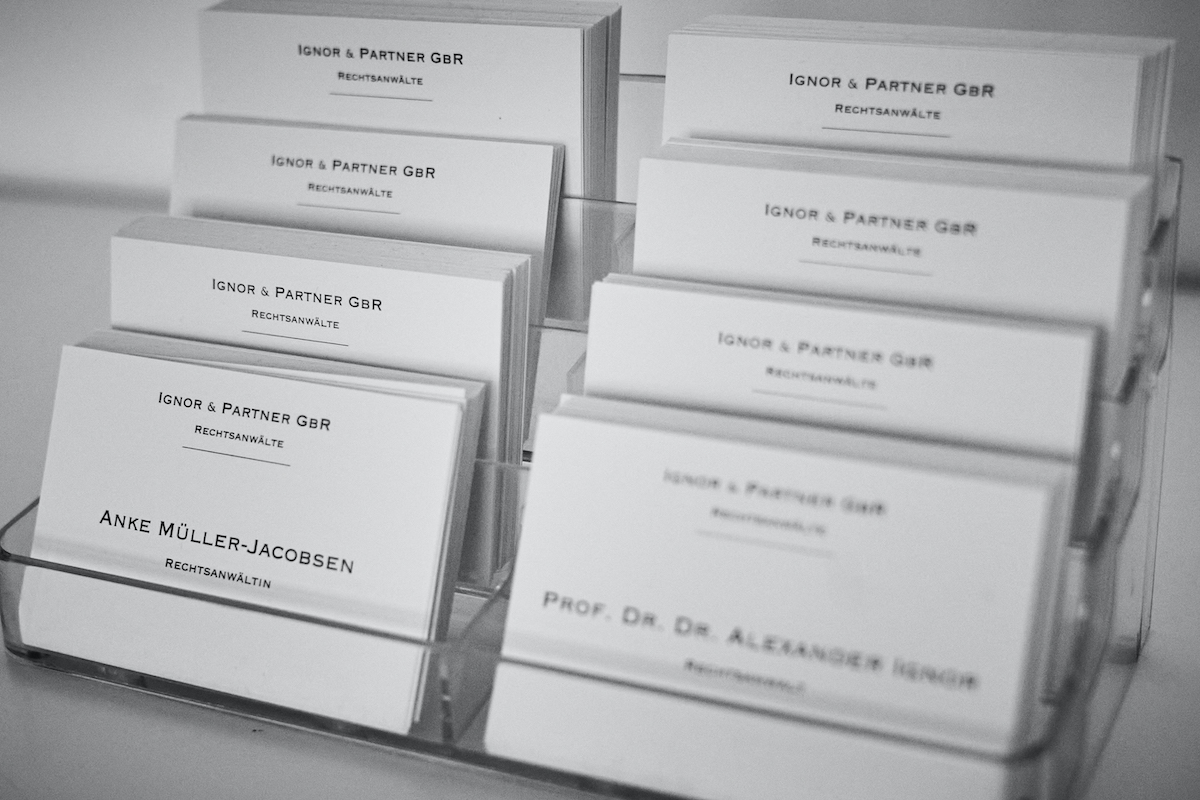 Ignor & Partner GbR
Rechtsanwälte
Ignor & Partner GbR
Rechtsanwälte
Ignor & Partner GbR
Rechtsanwälte
Ignor & Partner GbR
Rechtsanwälte
Anke Müller-Jacobsen
Rechtsanwältin
Ignor & Partner GbR
Rechtsanwälte
Ignor & Partner GbR
Rechtsanwälte
Ignor & Partner GbR
Rechtsanwälte
Ignor & Partner GbR
Rechtsanwälte
Prof. Dr. Dr. Alexander Ignor
Rechtsanwalt